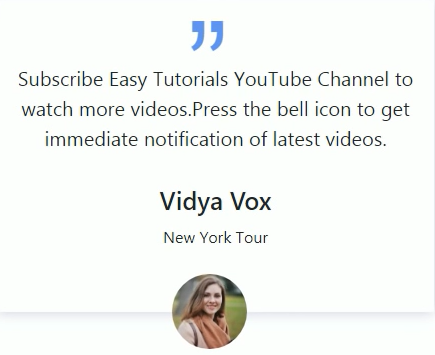 ”
Subscribe Easy Tutorials YouTube Channel to
watch more videos.Press the bell icon to get
immediate notification of latest videos.
Vidya Vox
New York Tour